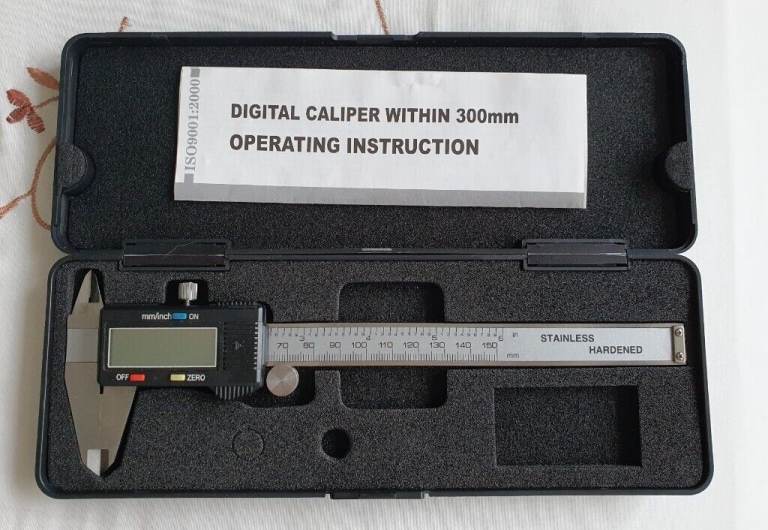 ISO9001:2000
DIGITAL CALIPER WITHIN 300mm
OPERATING INSTRUCTION
mm/inch ON
OFF ZERO
3 4 5 6 in
70 80 90 100 110 120 130 140 150 mm
STAINLESS
HARDENED